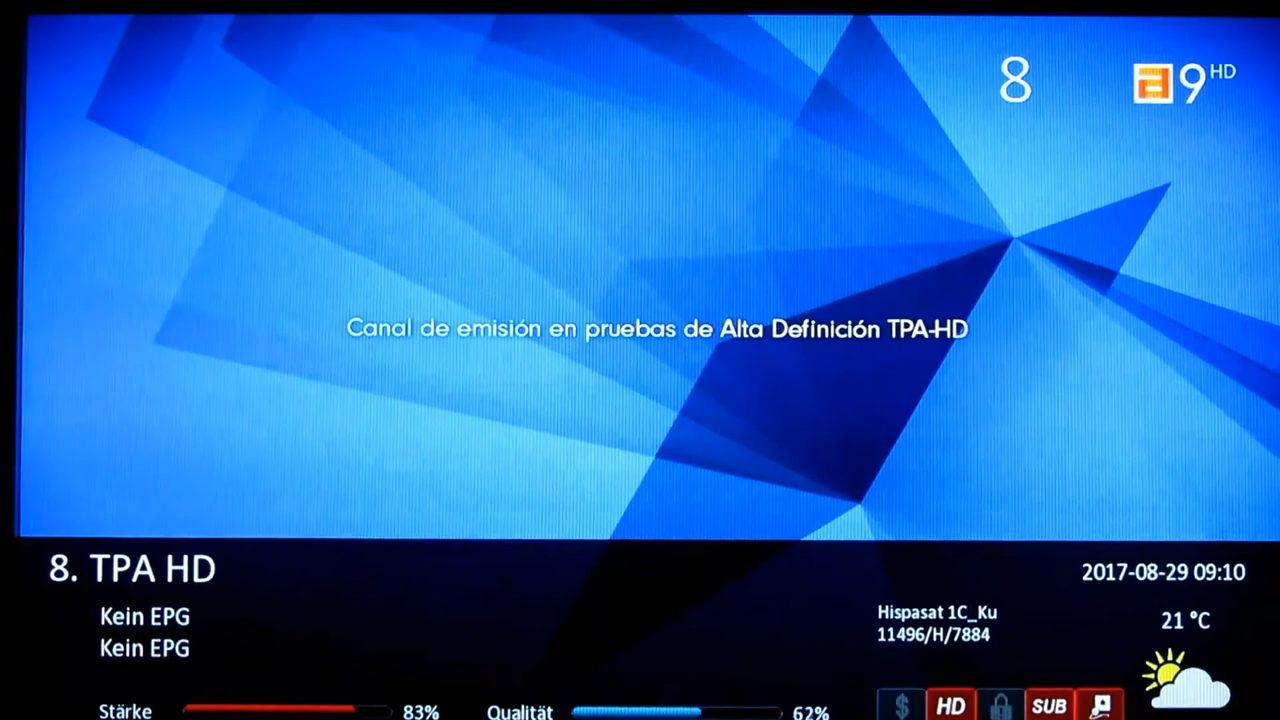 8
a 9 HD
Canal de emisión en pruebas de Alta Definición TPA-HD
8. TPA HD
2017-08-29 09:10
Kein EPG
Hispasat 1C_Ku
21 °C
11496/H/7884
Kein EPG
Stärke 83% Qualität 62%
$ HD SUB